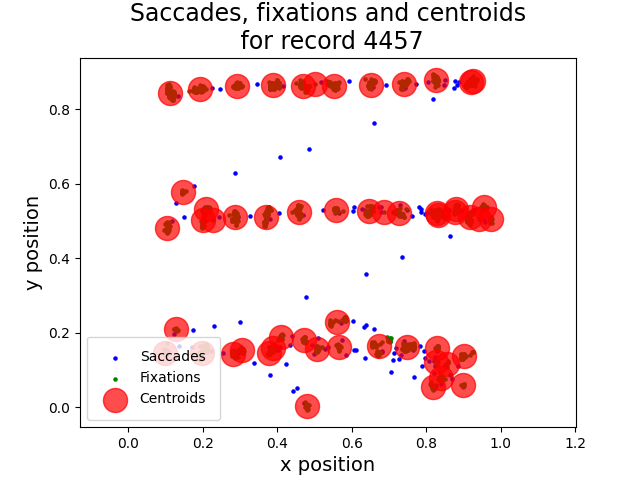 Saccades, fixations and centroids
for record 4457
y position
0.8
0.6
0.4
0.2
0.0
Saccades
Fixations
Centroids
0.0 0.2 0.4 0.6 0.8 1.0 1.2
x position